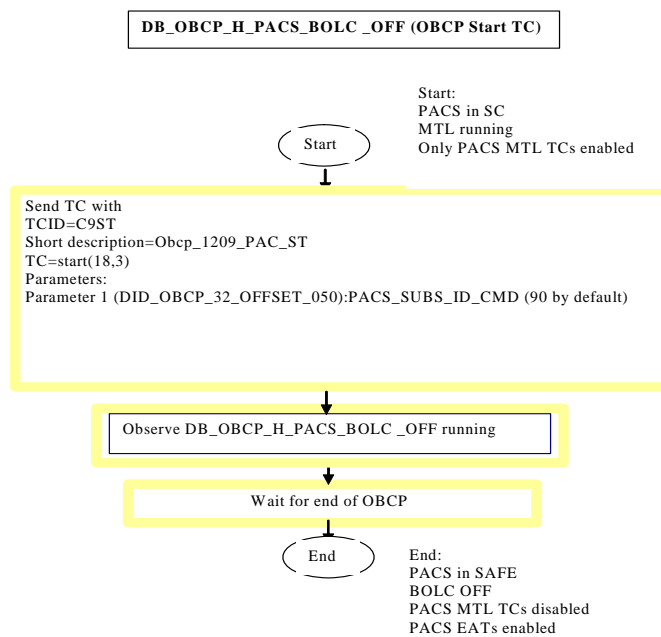 DB_OBCP_H_PACS_BOLC _OFF (OBCP Start TC)
Start:
PACS in SC
MTL running
Only PACS MTL TCs enabled
Start
Send TC with
TCID=C9ST
Short description=Obcp_1209_PAC_ST
TC=start(18,3)
Parameters:
Parameter 1 (DID_OBCP_32_OFFSET_050):PACS_SUBS_ID_CMD (90 by default)
Observe DB_OBCP_H_PACS_BOLC _OFF running
Wait for end of OBCP
End
End:
PACS in SAFE
BOLC OFF
PACS MTL TCs disabled
PACS EATs enabled